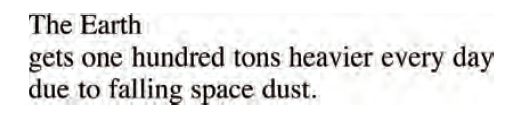 The Earth
gets one hundred tons heavier every day
due to falling space dust.